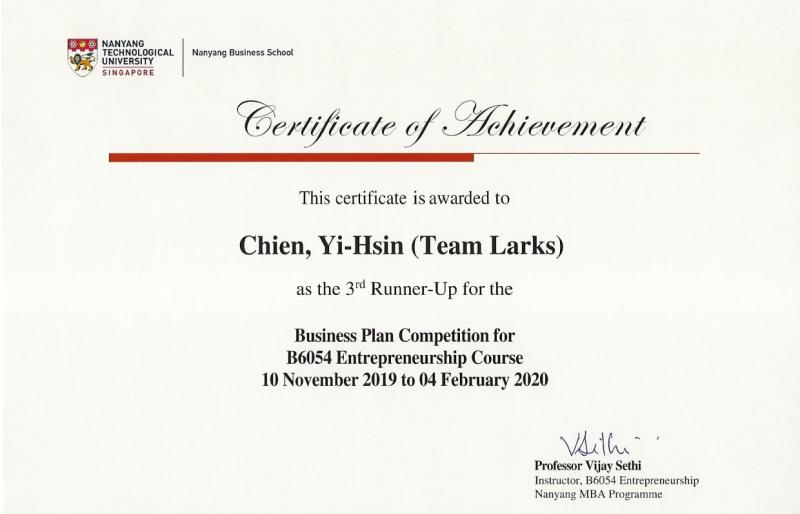 NANYANG
TECHNOLOGICAL
UNIVERSITY
SINGAPORE
Nanyang Business School
Certificate of Achievement
This certificate is awarded to
Chien, Yi-Hsin (Team Larks)
as the 3rd Runner-Up for the
Business Plan Competition for
B6054 Entrepreneurship Course
10 November 2019 to 04 February 2020
VSethi
Professor Vijay Sethi
Instructor, B6054 Entrepreneurship
Nanyang MBA Programme